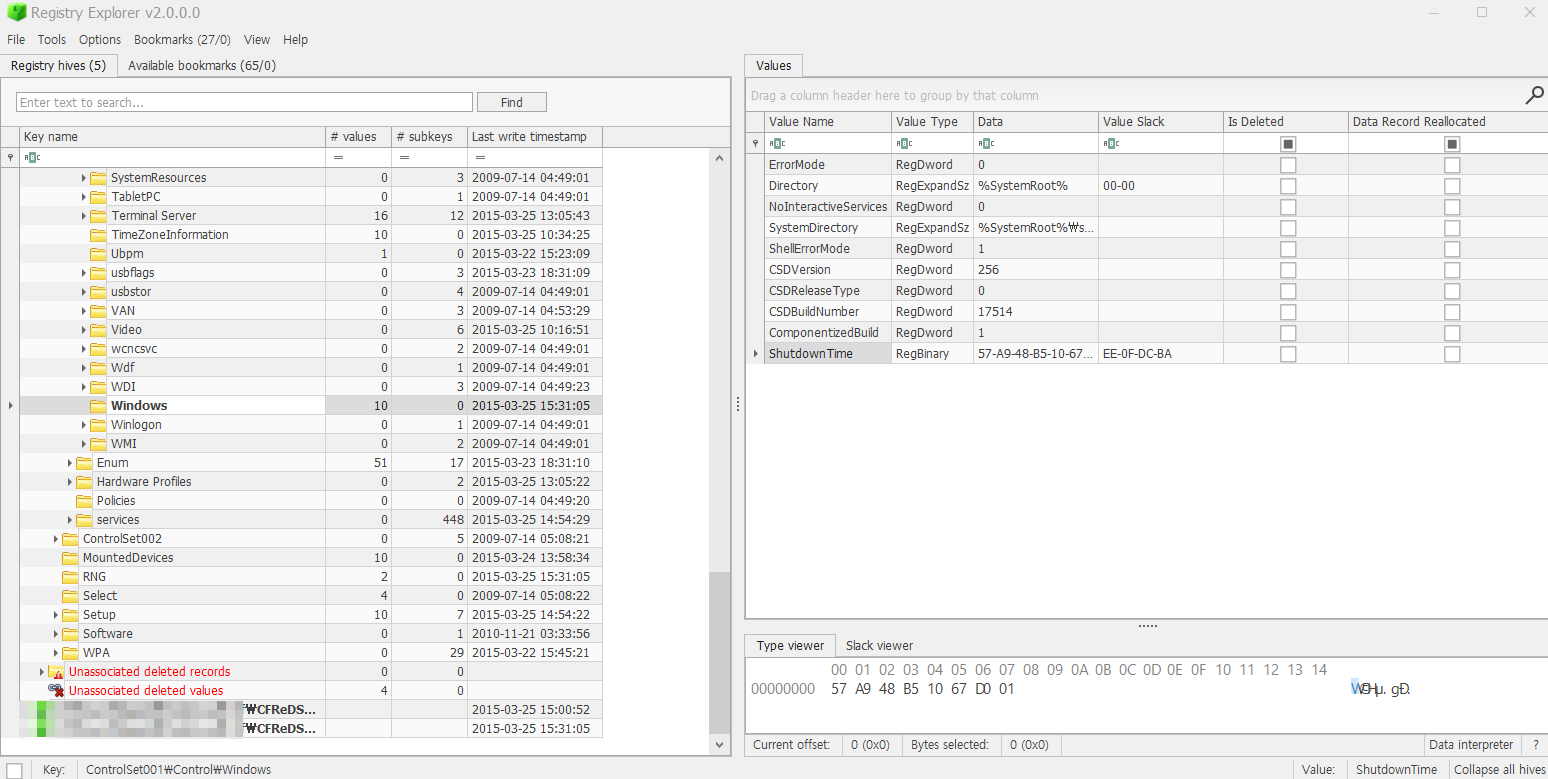 Registry Explorer v2.0.0.0
File Tools Options Bookmarks (27/0) View Help
Registry hives (5) Available bookmarks (65/0)
Enter text to search... Find
Key name # values # subkeys Last write timestamp
= = =
SystemResources 0 3 2009-07-14 04:49:01
TabletPC 0 1 2009-07-14 04:49:01
Terminal Server 16 12 2015-03-25 13:05:43
TimeZoneInformation 10 0 2015-03-25 10:34:25
Ubpm 1 0 2015-03-22 15:23:09
usbflags 0 3 2015-03-23 18:31:09
usbstor 0 4 2009-07-14 04:49:01
VAN 0 3 2009-07-14 04:53:29
Video 0 6 2015-03-25 10:16:51
wcncsvc 0 2 2009-07-14 04:49:01
Wdf 0 1 2009-07-14 04:49:01
WDI 0 3 2009-07-14 04:49:23
Windows 10 0 2015-03-25 15:31:05
Winlogon 0 1 2009-07-14 04:49:01
WMI 0 2 2009-07-14 04:49:01
Enum 51 17 2015-03-23 18:31:10
Hardware Profiles 0 2 2015-03-25 13:05:22
Policies 0 0 2009-07-14 04:49:20
services 0 448 2015-03-25 14:54:29
ControlSet002 0 5 2009-07-14 05:08:21
MountedDevices 10 0 2015-03-24 13:58:34
RNG 2 0 2015-03-25 15:31:05
Select 4 0 2009-07-14 05:08:22
Setup 10 7 2015-03-25 14:54:22
Software 0 1 2010-11-21 03:33:56
WPA 0 29 2015-03-22 15:45:21
Unassociated deleted records 0 0
Unassociated deleted values 4 0
₩CFReDS... 2015-03-25 15:00:52
₩CFReDS... 2015-03-25 15:31:05
Key: ControlSet001₩Control₩Windows
Values
Drag a column header here to group by that column
Value Name Value Type Data Value Slack Is Deleted Data Record Reallocated
ErrorMode RegDword 0
Directory RegExpandSz %SystemRoot% 00-00
NoInteractiveServices RegDword 0
SystemDirectory RegExpandSz %SystemRoot%₩s...
ShellErrorMode RegDword 1
CSDVersion RegDword 256
CSDReleaseType RegDword 0
CSDBuildNumber RegDword 17514
ComponentizedBuild RegDword 1
ShutdownTime RegBinary 57-A9-48-B5-10-67... EE-0F-DC-BA
Type viewer Slack viewer
00 01 02 03 04 05 06 07 08 09 0A 0B 0C 0D 0E 0F 10 11 12 13 14
00000000 57 A9 48 B5 10 67 D0 01 W©Hµ. gÐ.
Current offset: 0 (0x0) Bytes selected: 0 (0x0) Data interpreter ?
Value: ShutdownTime Collapse all hives